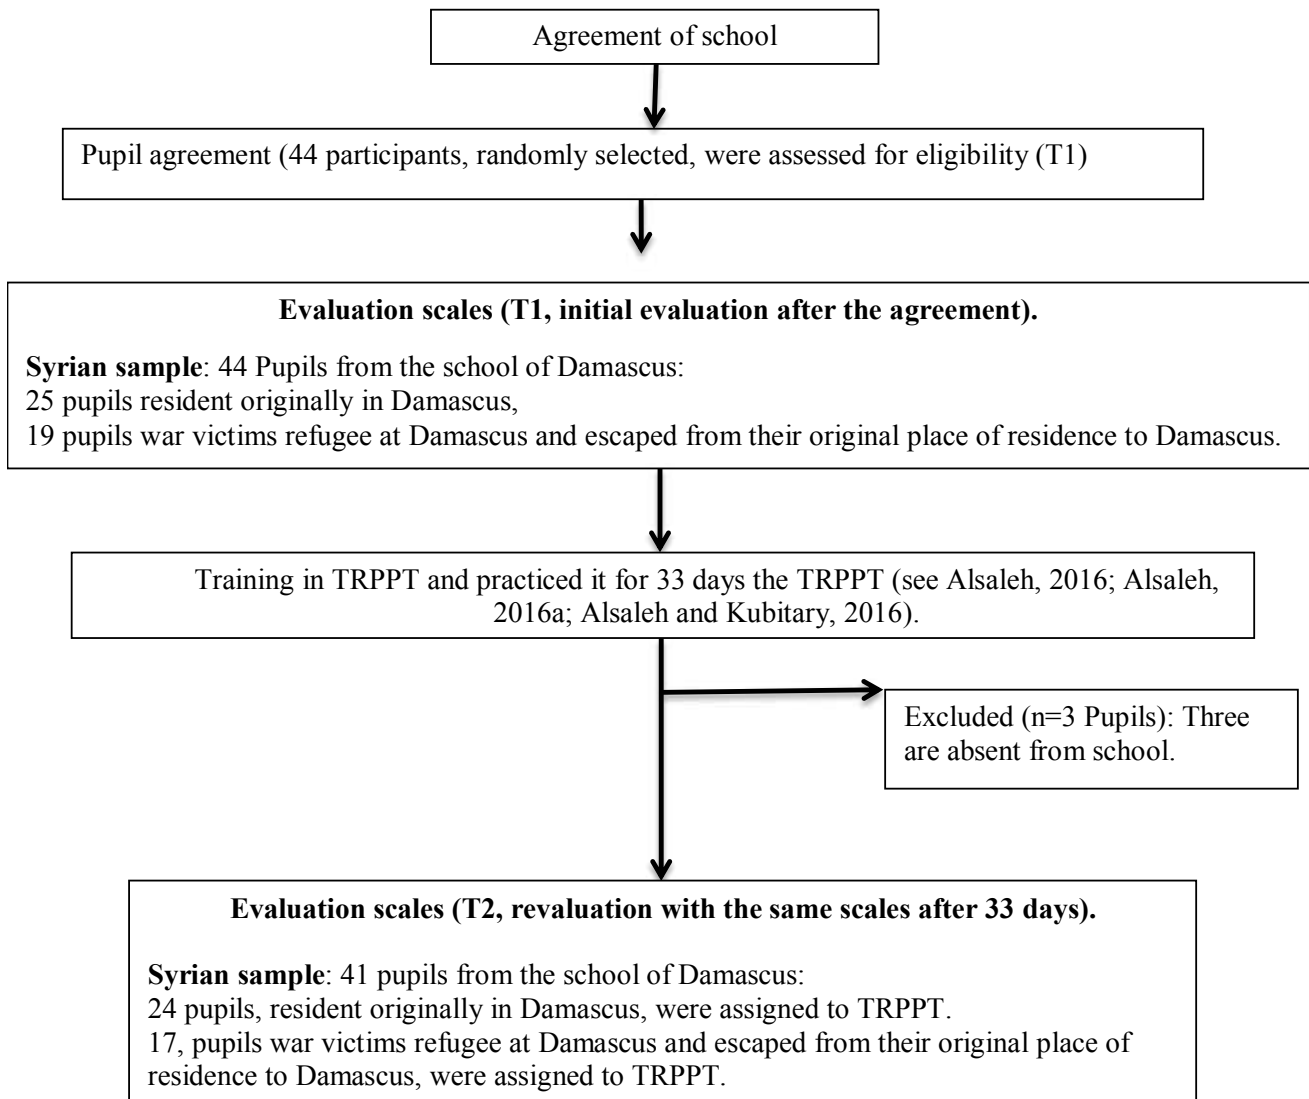 Agreement of school
Pupil agreement (44 participants, randomly selected, were assessed for eligibility (T1)
Evaluation scales (T1, initial evaluation after the agreement).
Syrian sample: 44 Pupils from the school of Damascus:
25 pupils resident originally in Damascus,
19 pupils war victims refugee at Damascus and escaped from their original place of residence to Damascus.
Training in TRPPT and practiced it for 33 days the TRPPT (see Alsaleh, 2016; Alsaleh,
2016a; Alsaleh and Kubitary, 2016).
Excluded (n=3 Pupils): Three
are absent from school.
Evaluation scales (T2, revaluation with the same scales after 33 days).
Syrian sample: 41 pupils from the school of Damascus:
24 pupils, resident originally in Damascus, were assigned to TRPPT.
17, pupils war victims refugee at Damascus and escaped from their original place of
residence to Damascus, were assigned to TRPPT.